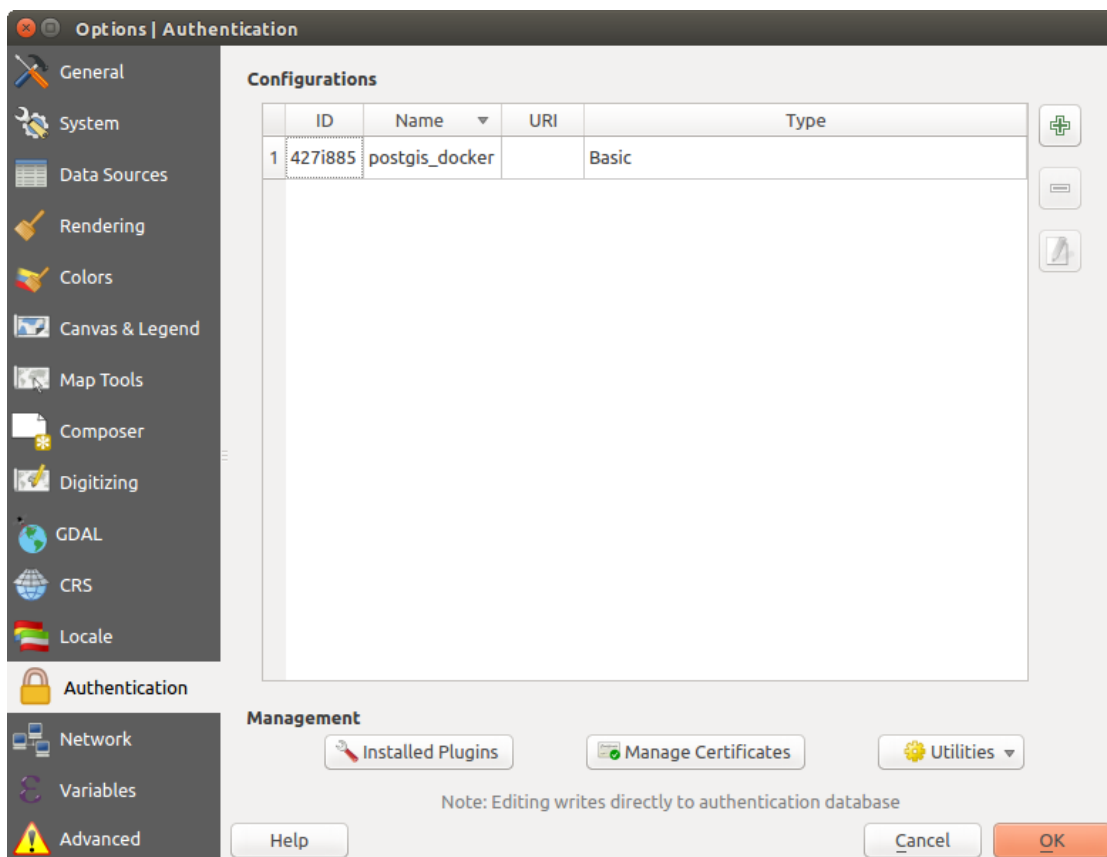 Options | Authentication
General
System
Data Sources
Rendering
Colors
Canvas & Legend
Map Tools
Composer
Digitizing
GDAL
CRS
Locale
Authentication
Network
Variables
Advanced
Configurations
ID Name URI Type
1 427i885 postgis_docker Basic
Management
Installed Plugins Manage Certificates Utilities
Note: Editing writes directly to authentication database
Help Cancel OK